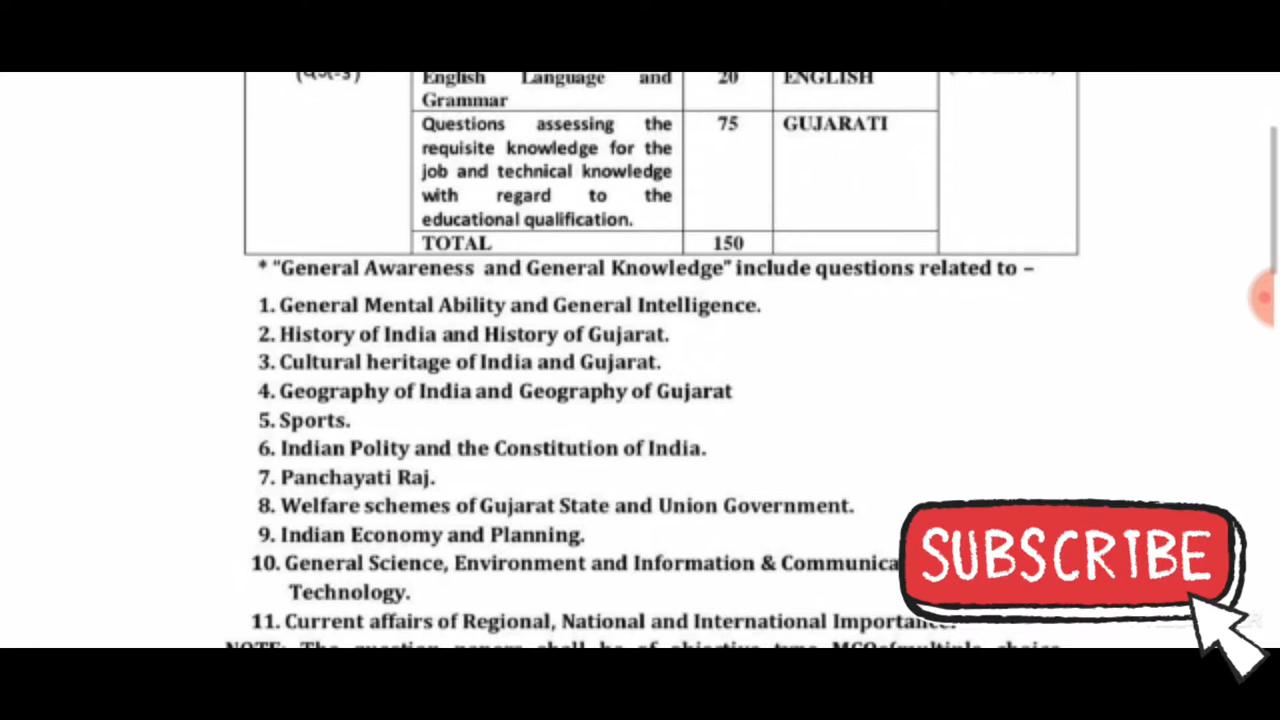 English Language and 20 ENGLISH
Grammar
Questions assessing the 75 GUJARATI
requisite knowledge for the
job and technical knowledge
with regard to the
educational qualification.
TOTAL 150
* "General Awareness and General Knowledge" include questions related to –
1. General Mental Ability and General Intelligence.
2. History of India and History of Gujarat.
3. Cultural heritage of India and Gujarat.
4. Geography of India and Geography of Gujarat
5. Sports.
6. Indian Polity and the Constitution of India.
7. Panchayati Raj.
8. Welfare schemes of Gujarat State and Union Government.
9. Indian Economy and Planning.
10. General Science, Environment and Information & Communica
Technology.
11. Current affairs of Regional, National and International Importance.
SUBSCRIBE